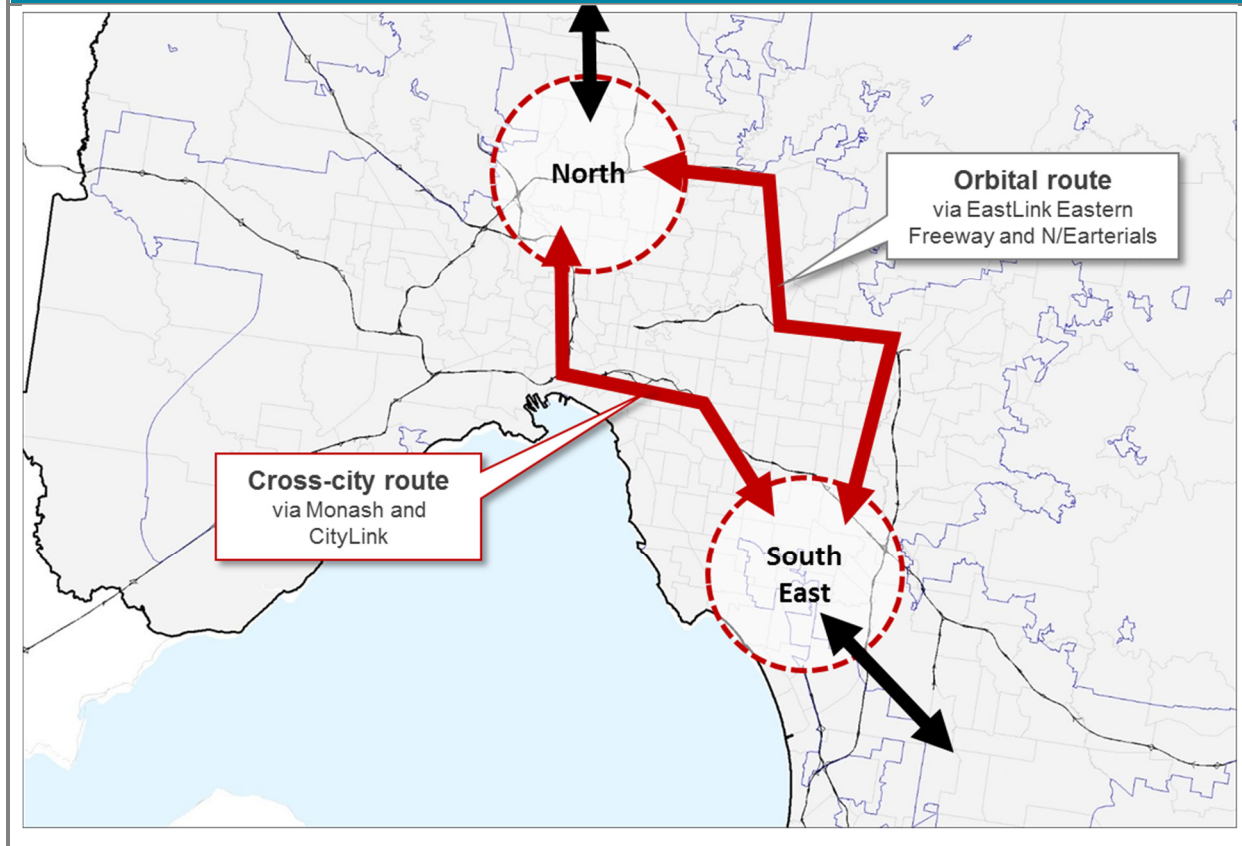 North
Orbital route
via EastLink Eastern
Freeway and N/Earterials
Cross-city route
via Monash and
CityLink
South
East